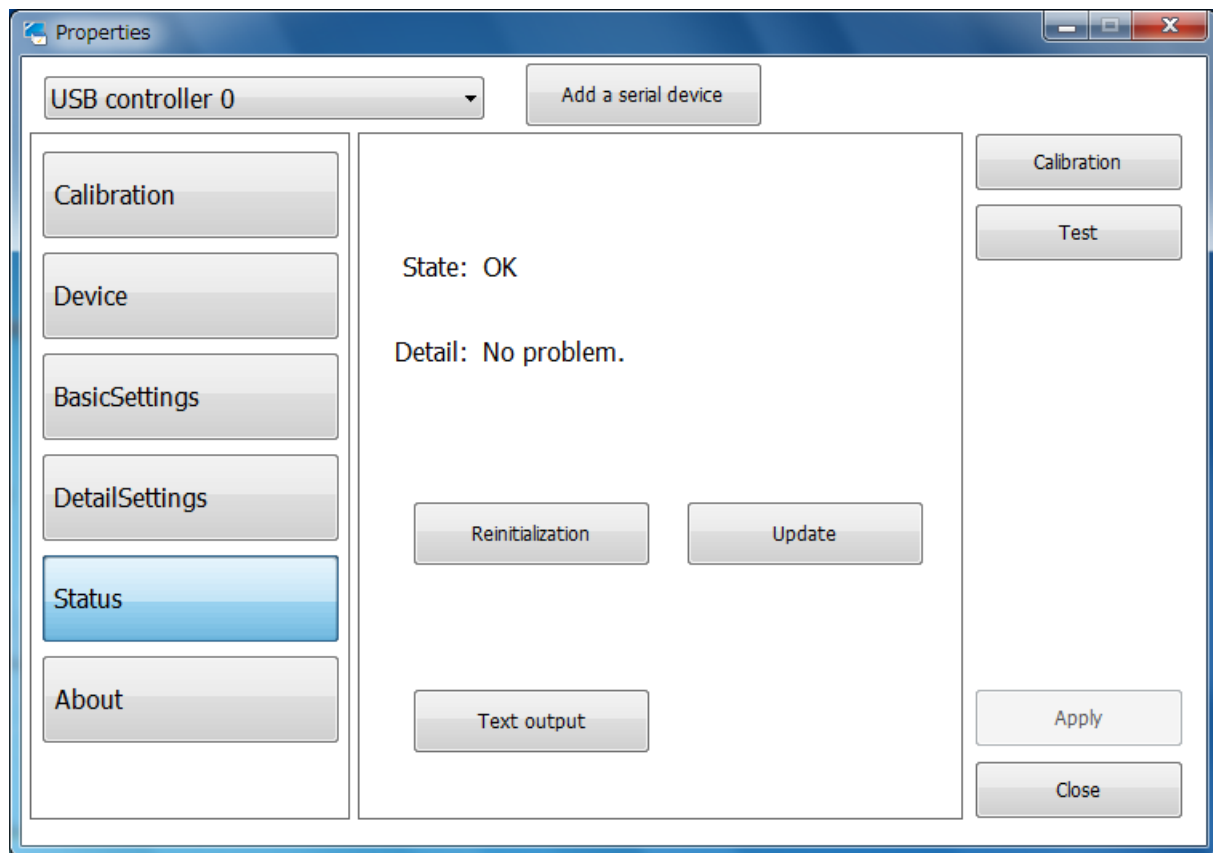 Properties
USB controller 0
Add a serial device
Calibration
Device
BasicSettings
DetailSettings
Status
About
State: OK
Detail: No problem.
Reinitialization
Update
Text output
Calibration
Test
Apply
Close